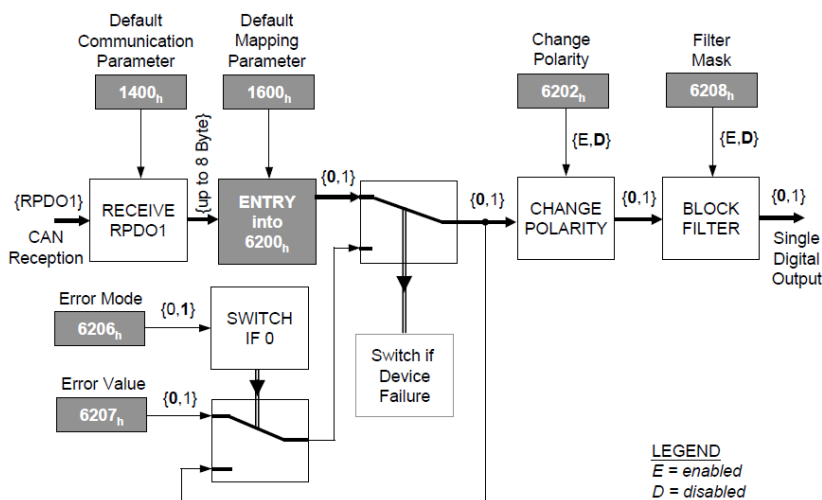 Default
Communication
Parameter
1400h
Default
Mapping
Parameter
1600h
Change
Polarity
6202h
Filter
Mask
6208h
{up to 8 Byte}
{E,D}
{E,D}
{RPDO1}
CAN
Reception
RECEIVE
RPDO1
ENTRY
into
6200h
{0,1}
{0,1}
CHANGE
POLARITY
{0,1}
BLOCK
FILTER
{0,1}
Single
Digital
Output
Error Mode
6206h
{0,1}
SWITCH
IF 0
Switch if
Device
Failure
Error Value
6207h
{0,1}
LEGEND
E = enabled
D = disabled